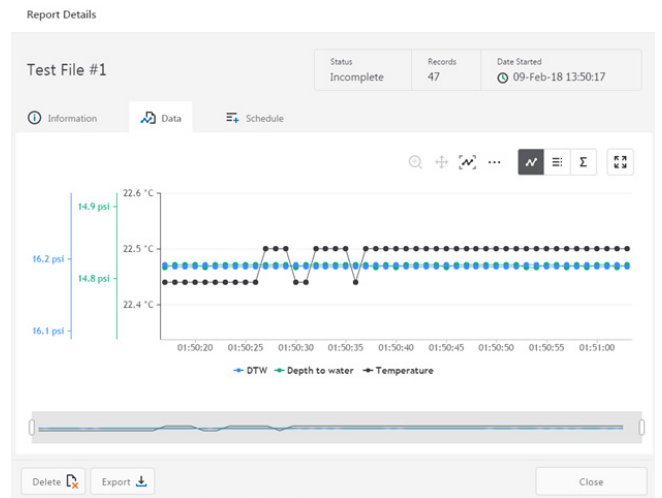 Report Details
Test File #1
Status
Incomplete
Records
47
Date Started
09-Feb-18 13:50:17
Information
Data
Schedule
22.6 °C
14.9 psi
22.5 °C
16.2 psi
14.8 psi
22.4 °C
16.1 psi
01:50:20 01:50:25 01:50:30 01:50:35 01:50:40 01:50:45 01:50:50 01:50:55 01:51:00
DTW Depth to water Temperature
Delete Export Close